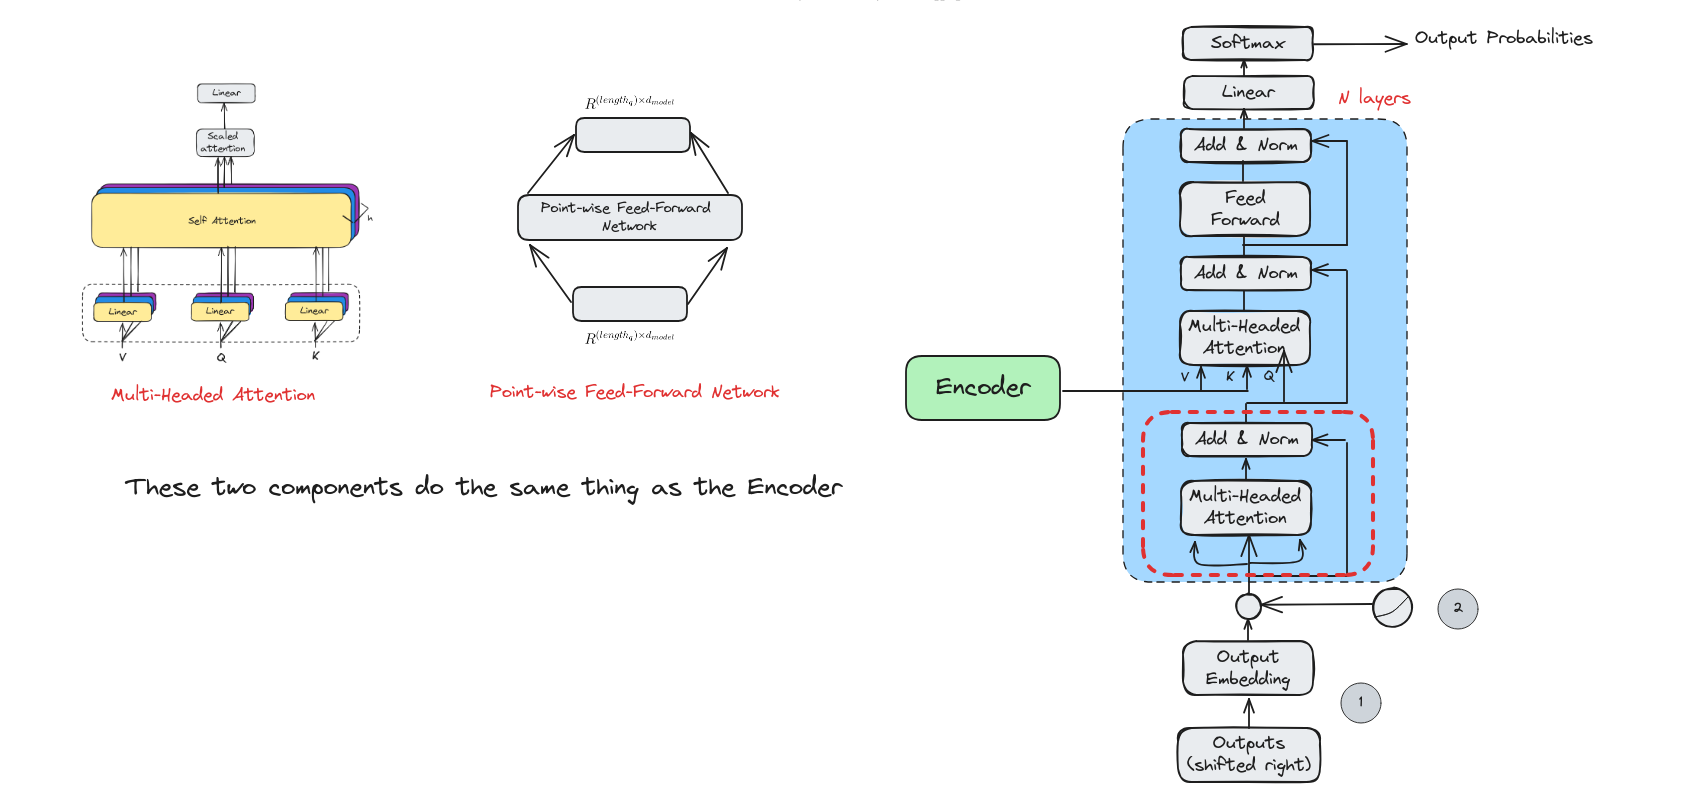 Linear
Scaled
attention
Self Attention
h
Linear
Linear
Linear
V
Q
K
Multi-Headed Attention
R^{(length_q)×d_{model}}
Point-wise Feed-Forward
Network
R^{(length_q)×d_{model}}
Point-wise Feed-Forward Network
These two components do the same thing as the Encoder
Softmax
Output Probabilities
Linear
N layers
Add & Norm
Feed
Forward
Add & Norm
Multi-Headed
Attention
V
K
Q
Encoder
Add & Norm
Multi-Headed
Attention
2
Output
Embedding
1
Outputs
(shifted right)